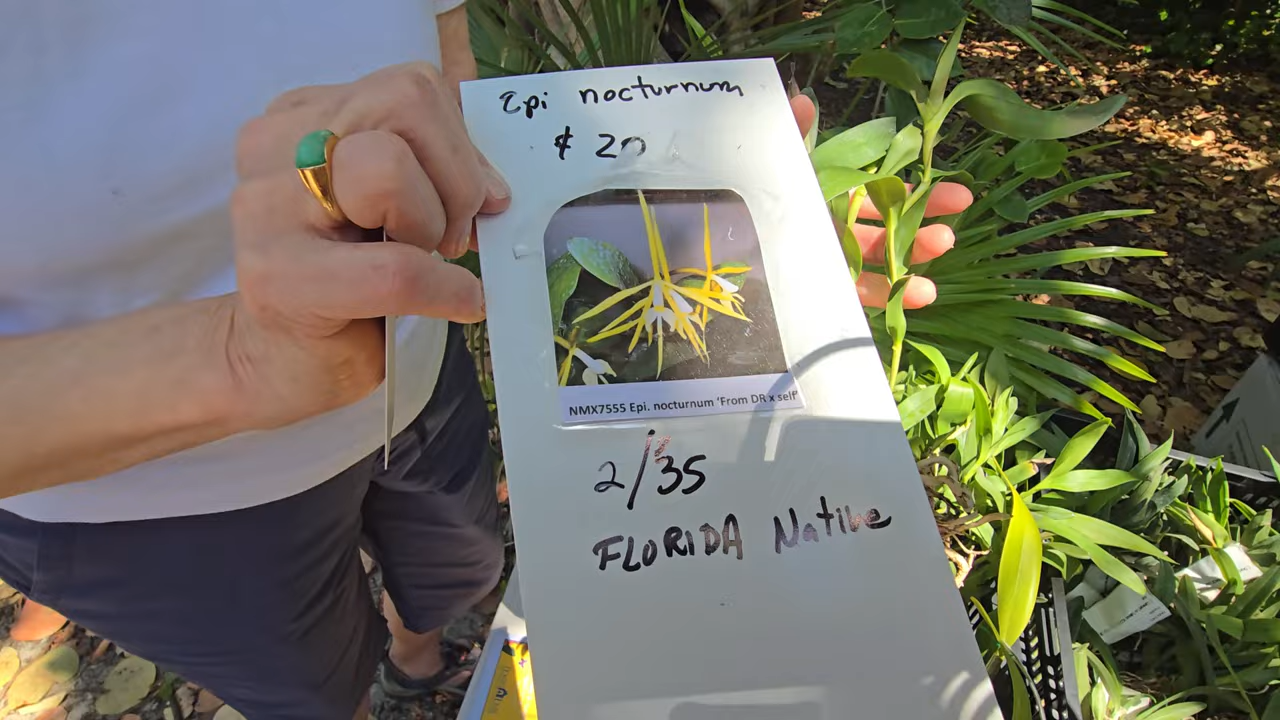 Epi nocturnum
$ 20
NMX7555 Epi. nocturnum 'From DR x self'
2/35
FLORIDA Native